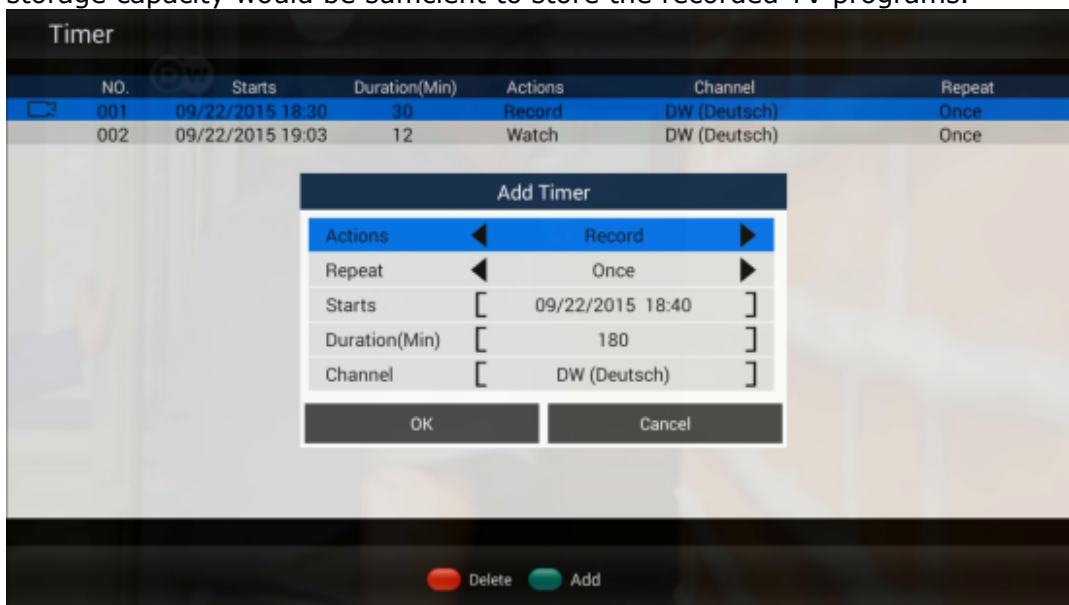 storage capacity would be sufficient to store the recorded TV programs.
Timer
NO. Starts Duration(Min) Actions Channel Repeat
001 09/22/2015 18:30 30 Record DW (Deutsch) Once
002 09/22/2015 19:03 12 Watch DW (Deutsch) Once
DW
Add Timer
Actions Record
Repeat Once
Starts [ 09/22/2015 18:40 ]
Duration(Min) [ 180 ]
Channel [ DW (Deutsch) ]
OK Cancel
Delete Add